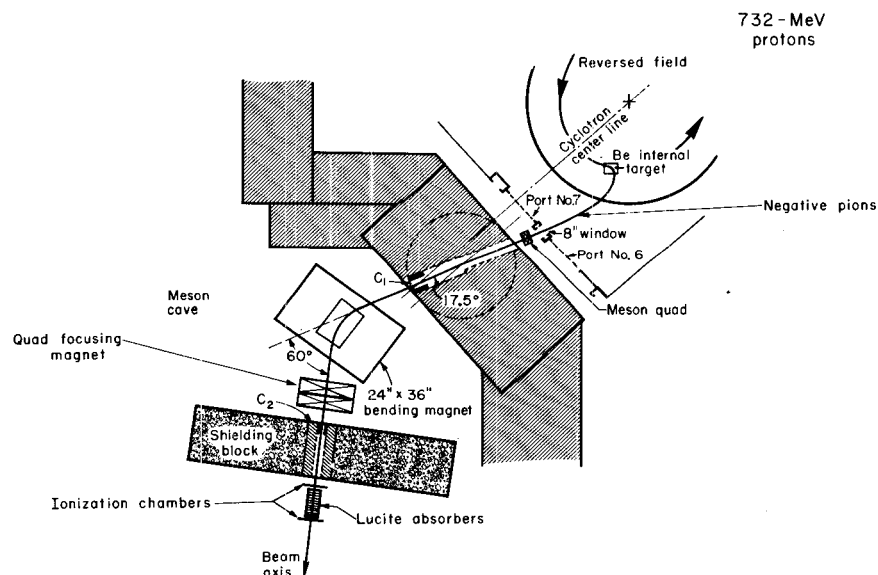 732-MeV
protons
Reversed field
Cyclotron
center line
Be internal
target
Port No.7
Negative pions
8" window
Port No. 6
C1
17.5°
Meson
cave
Meson quad
Quad focusing
magnet
60°
24" x 36"
bending magnet
C2
Shielding
block
Ionization chambers
Lucite absorbers
Beam
axis